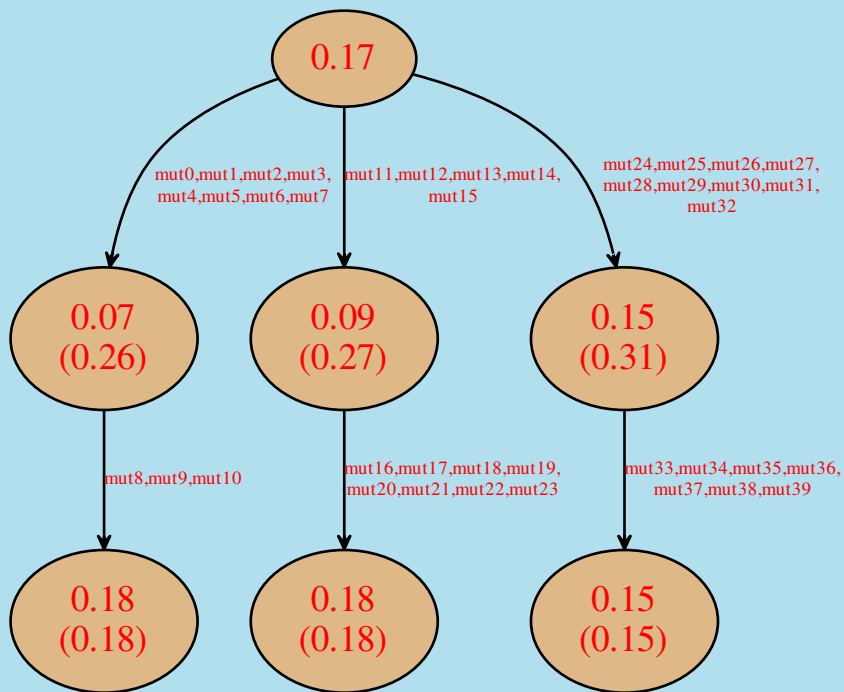 0.17
mut0,mut1,mut2,mut3,
mut4,mut5,mut6,mut7
mut11,mut12,mut13,mut14,
mut15
mut24,mut25,mut26,mut27,
mut28,mut29,mut30,mut31,
mut32
0.07
(0.26)
0.09
(0.27)
0.15
(0.31)
mut8,mut9,mut10
mut16,mut17,mut18,mut19,
mut20,mut21,mut22,mut23
mut33,mut34,mut35,mut36,
mut37,mut38,mut39
0.18
(0.18)
0.18
(0.18)
0.15
(0.15)